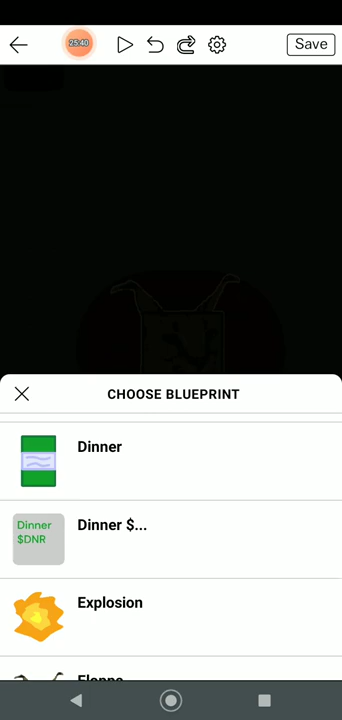 25:40
Save
CHOOSE BLUEPRINT
Dinner
Dinner
$DNR
Dinner $...
Explosion